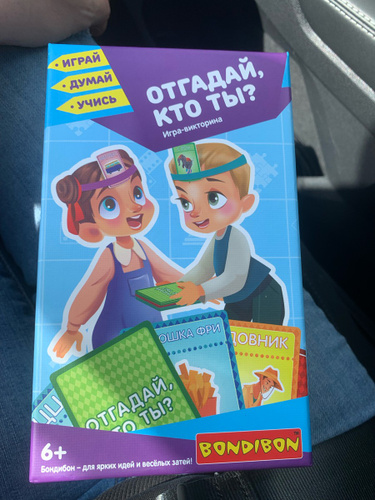 • ИГРАЙ
• ДУМАЙ
• УЧИСЬ
ОТГАДАЙ,
КТО ТЫ?
Игра-викторина
ОТГАДАЙ,
КТО ТЫ?
ОШКА ФРИ
ДОВНИК
6+
Бондибон – для ярких идей и весёлых затей!
BONDIBON